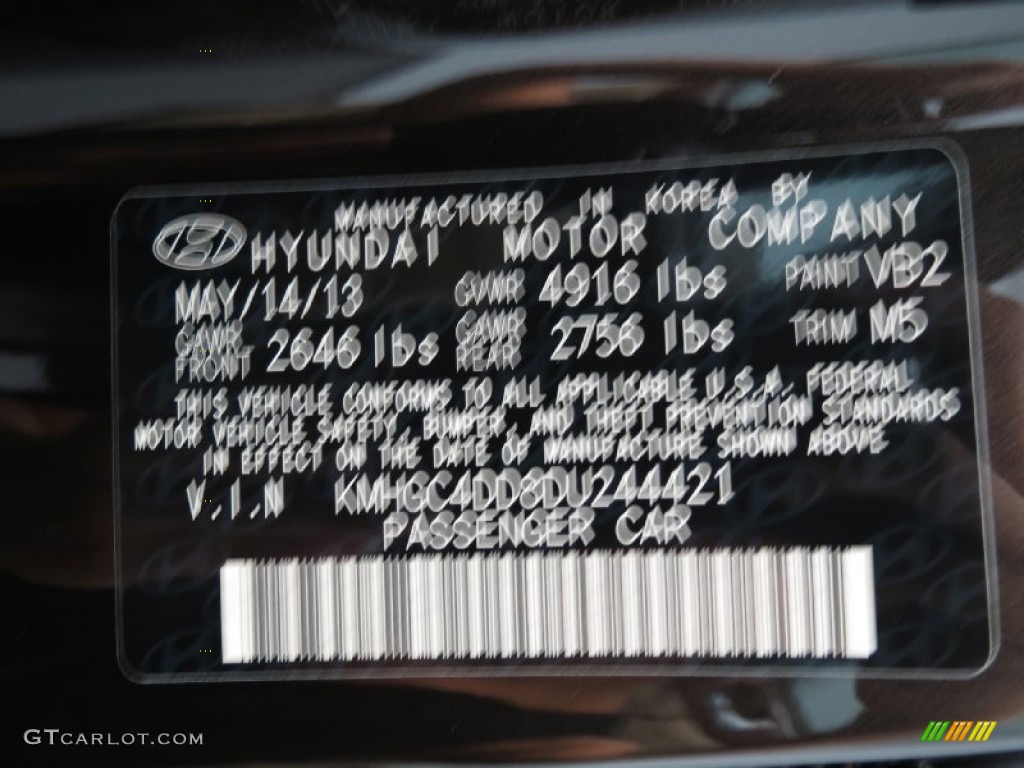 MANUFACTURED IN KOREA BY
HYUNDAI MOTOR COMPANY
MAY/14/13 GVWR 4916 lbs PAINT VB2
GAWR FRONT 2646 lbs GAWR REAR 2756 lbs TRIM M5
THIS VEHICLE CONFORMS TO ALL APPLICABLE U.S.A. FEDERAL
MOTOR VEHICLE SAFETY, BUMPER, AND THEFT PREVENTION STANDARDS
IN EFFECT ON THE DATE OF MANUFACTURE SHOWN ABOVE
V.I.N KMHGC4DD8DU244421
PASSENGER CAR
GTCARLOT.COM